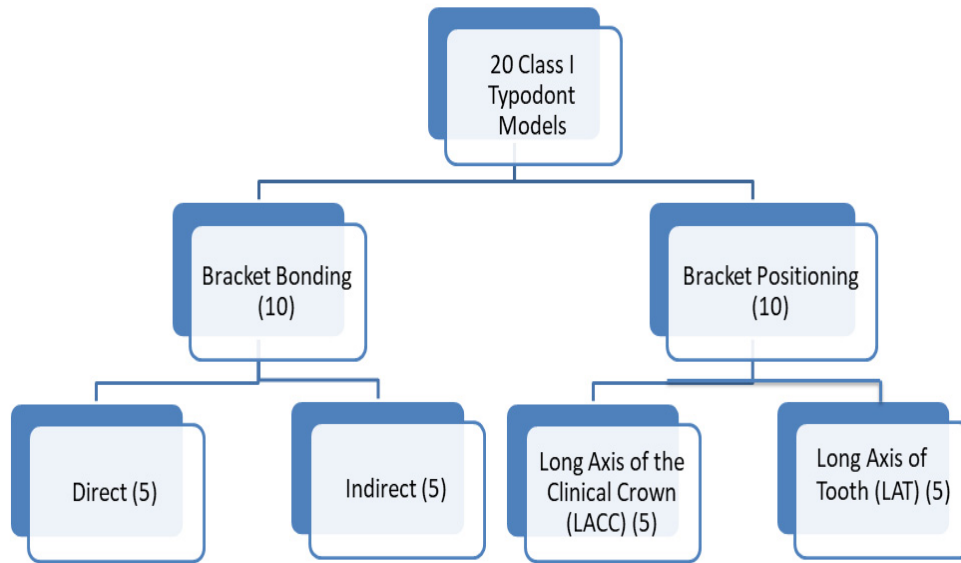 20 Class I
Typodont
Models
Bracket Bonding
(10)
Bracket Positioning
(10)
Direct (5)
Indirect (5)
Long Axis of the
Clinical Crown
(LACC) (5)
Long Axis of
Tooth (LAT) (5)